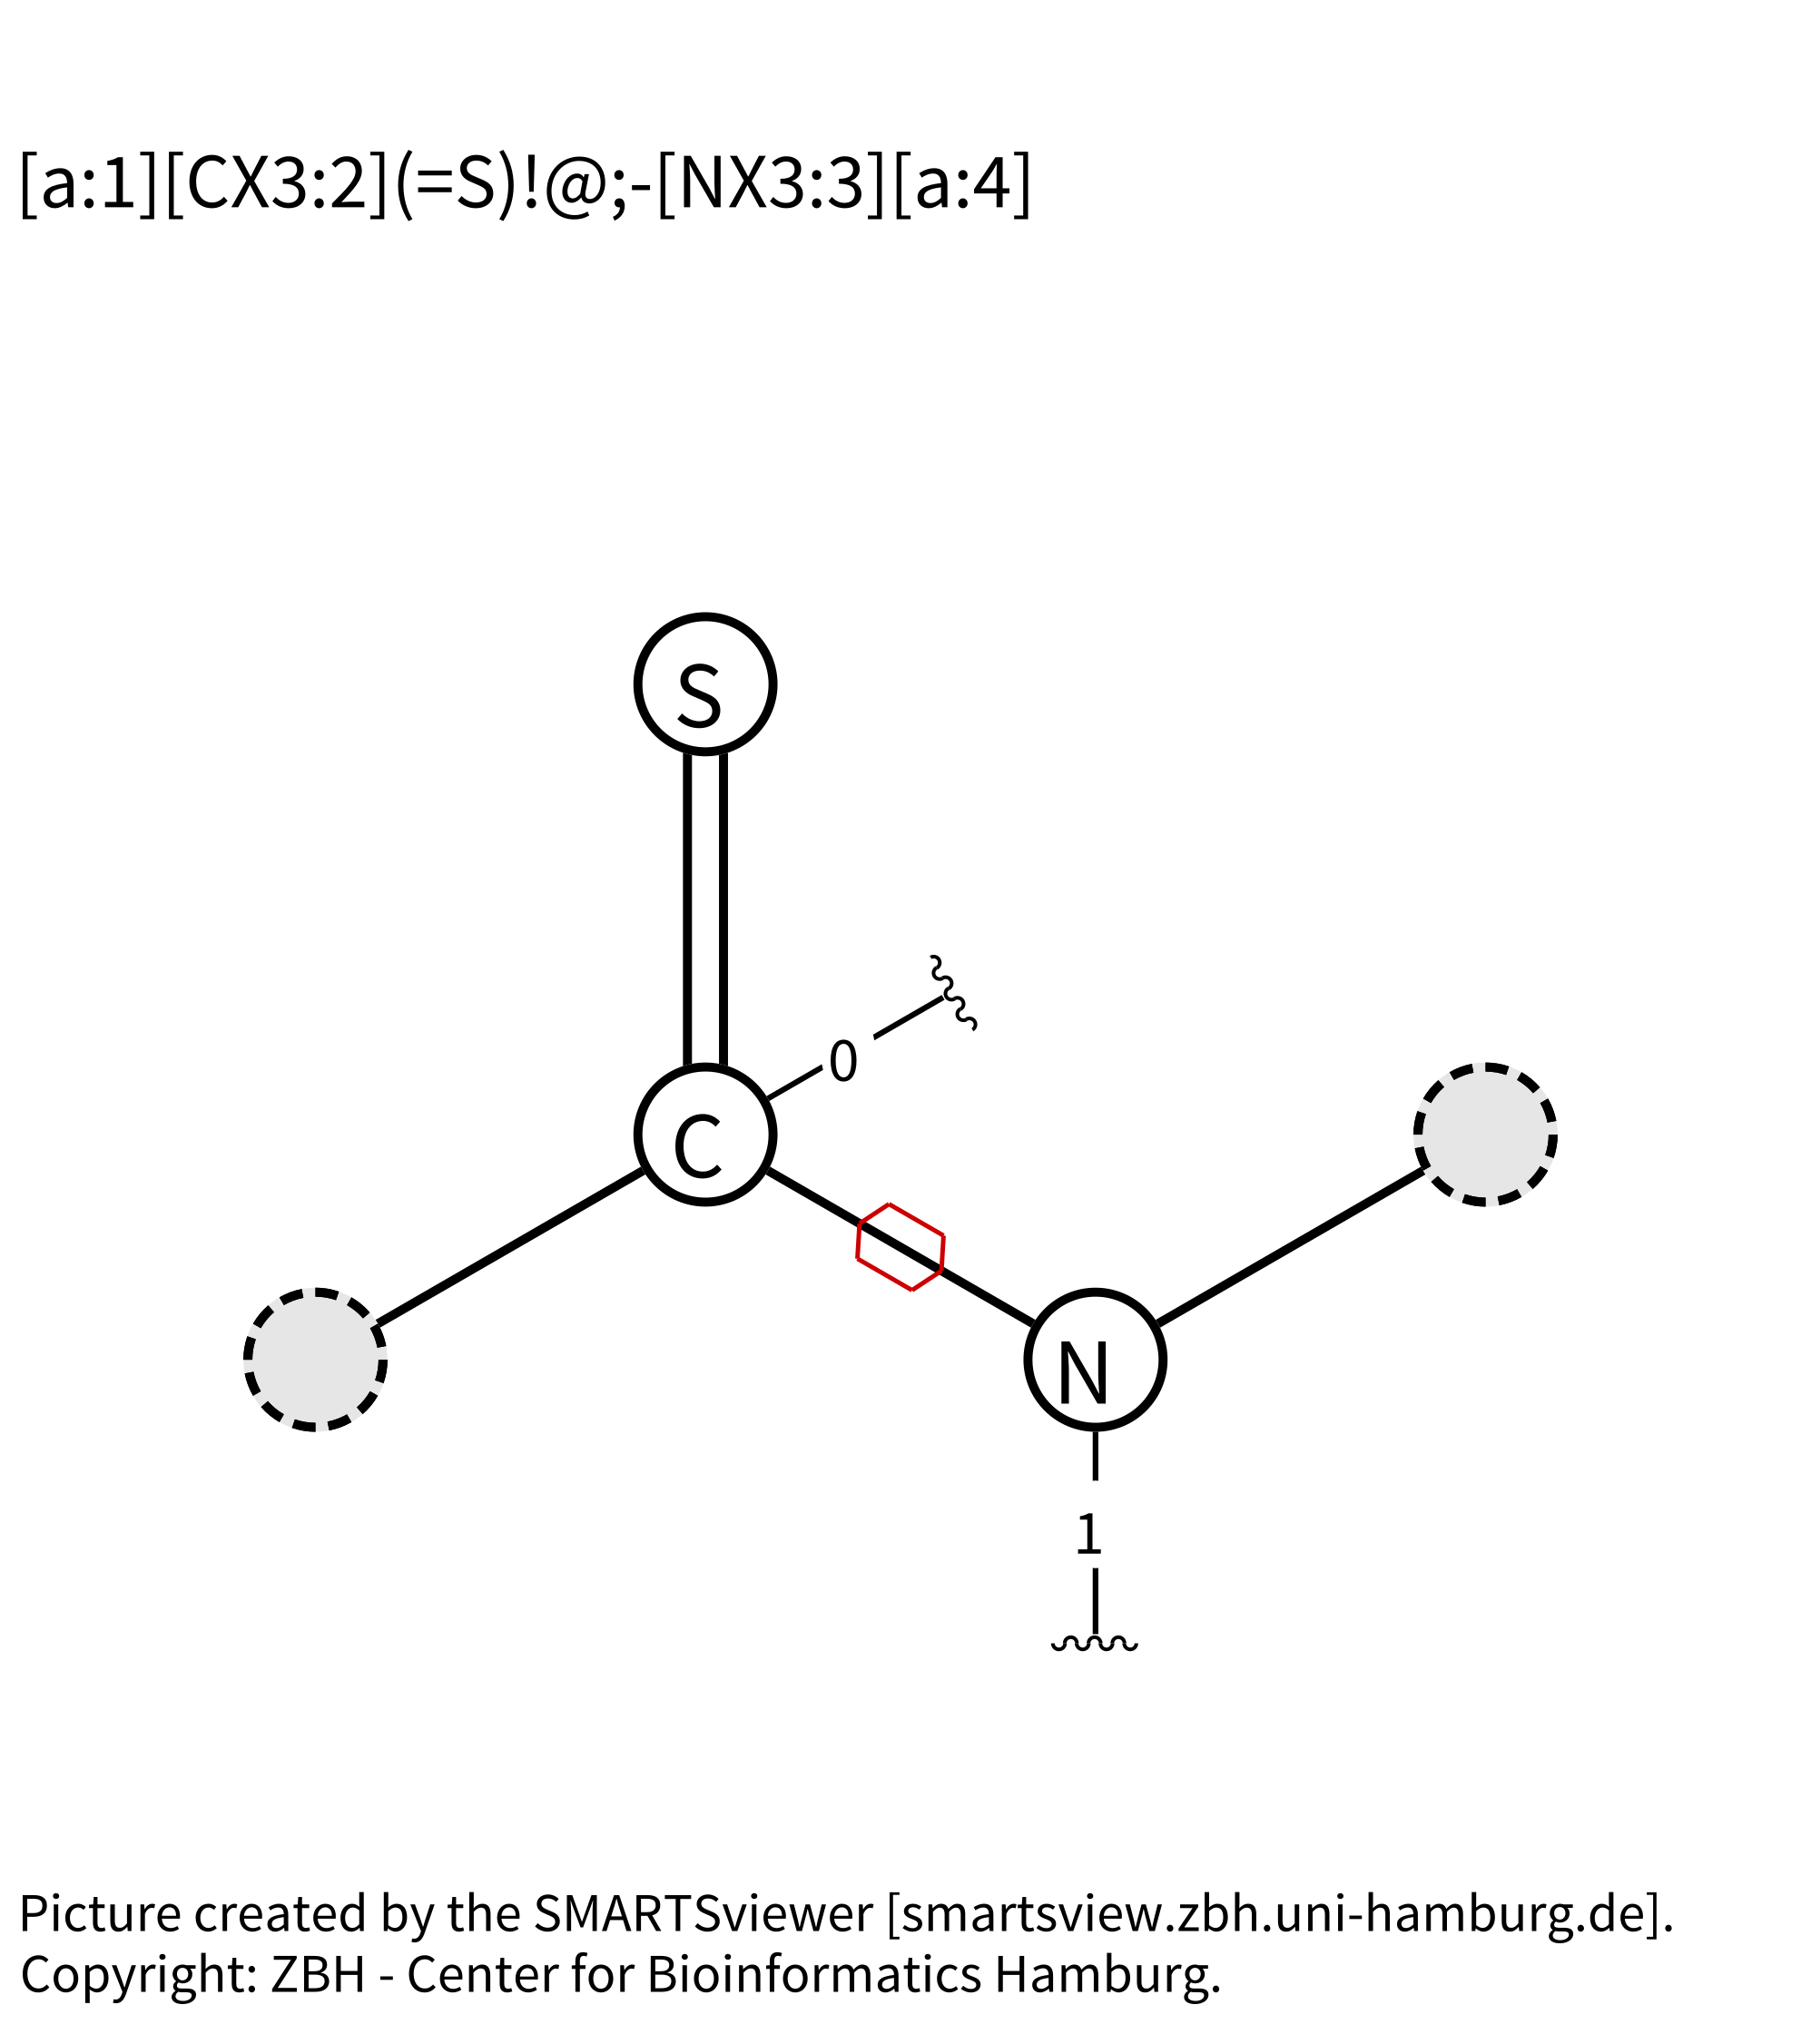 [a:1][CX3:2](=S)!@;-[NX3:3][a:4]
S
0
C
N
1
Picture created by the SMARTSviewer [smartsview.zbh.uni-hamburg.de].
Copyright: ZBH - Center for Bioinformatics Hamburg.